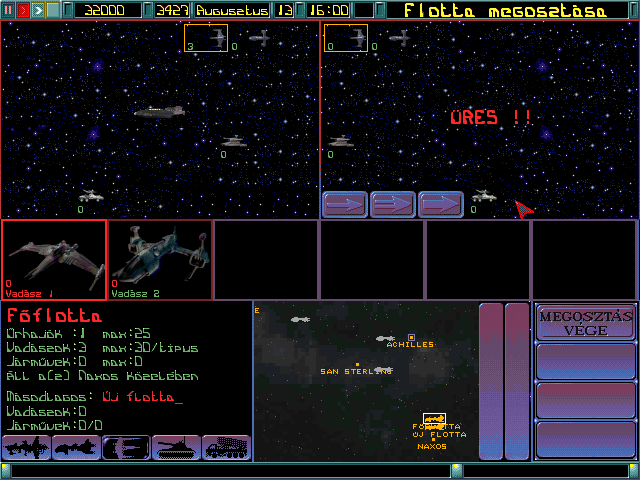 32000 3427 Augusztus 13 16:00 Flotta megosztása
3 0 0 0
ÜRES !!
0 0
0 0
0 0
Vadász 1 Vadász 2
Főflotta
Űrhajók :1 max:25
Vadászok:3 max:30/típus
Járművek:0 max:0
Áll a(z) Naxos közelében
Másodlagos: Új flotta_
Vadászok:0
Járművek:0/0
E
ACHILLES
SAN STERLING
FŐFLOTTA
ÚJ FLOTTA
NAXOS
MEGOSZTÁS
VÉGE